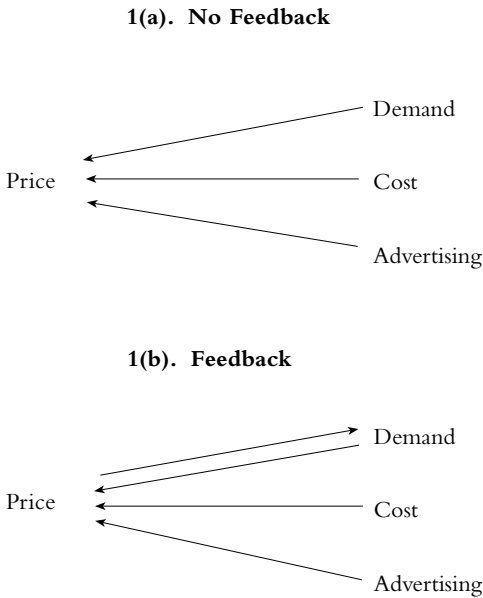 1(a). No Feedback
Demand
Price
Cost
Advertising
1(b). Feedback
Demand
Price
Cost
Advertising